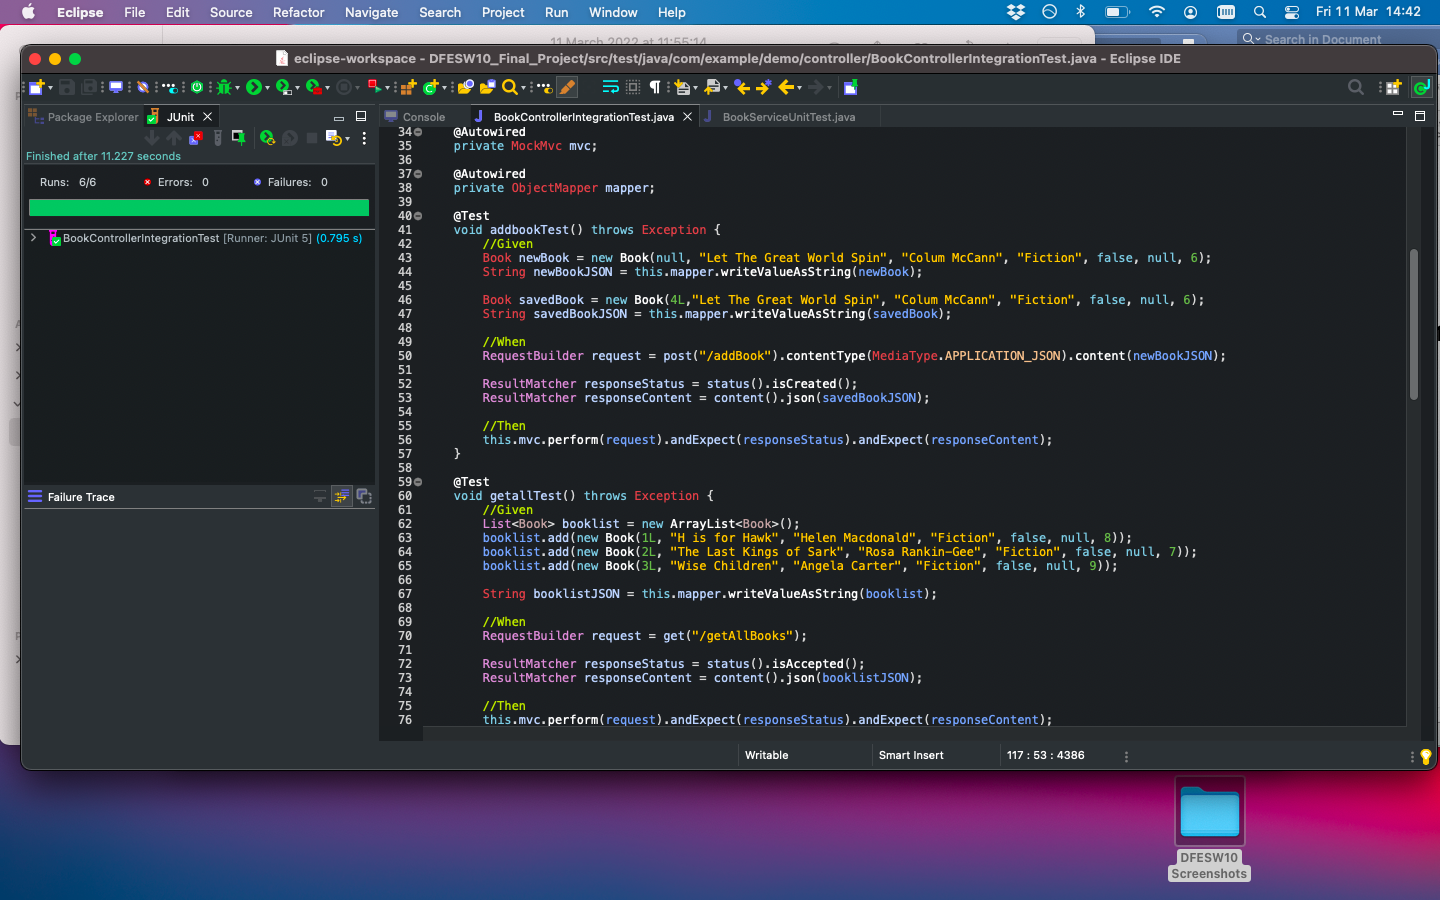 Eclipse File Edit Source Refactor Navigate Search Project Run Window Help Fri 11 Mar 14:42
11 March 2022 at 11:55:14
Search in Document
eclipse-workspace - DFESW10_Final_Project/src/test/java/com/example/demo/controller/BookControllerIntegrationTest.java - Eclipse IDE
Package Explorer JUnit
Console BookControllerIntegrationTest.java BookServiceUnitTest.java
Finished after 11.227 seconds
Runs: 6/6 Errors: 0 Failures: 0
BookControllerIntegrationTest [Runner: JUnit 5] (0.795 s)
Failure Trace
34 @Autowired
35 private MockMvc mvc;
36
37 @Autowired
38 private ObjectMapper mapper;
39
40 @Test
41 void addbookTest() throws Exception {
42 //Given
43 Book newBook = new Book(null, "Let The Great World Spin", "Colum McCann", "Fiction", false, null, 6);
44 String newBookJSON = this.mapper.writeValueAsString(newBook);
45
46 Book savedBook = new Book(4L,"Let The Great World Spin", "Colum McCann", "Fiction", false, null, 6);
47 String savedBookJSON = this.mapper.writeValueAsString(savedBook);
48
49 //When
50 RequestBuilder request = post("/addBook").contentType(MediaType.APPLICATION_JSON).content(newBookJSON);
51
52 ResultMatcher responseStatus = status().isCreated();
53 ResultMatcher responseContent = content().json(savedBookJSON);
54
55 //Then
56 this.mvc.perform(request).andExpect(responseStatus).andExpect(responseContent);
57 }
58
59 @Test
60 void getallTest() throws Exception {
61 //Given
62 List<Book> booklist = new ArrayList<Book>();
63 booklist.add(new Book(1L, "H is for Hawk", "Helen Macdonald", "Fiction", false, null, 8));
64 booklist.add(new Book(2L, "The Last Kings of Sark", "Rosa Rankin-Gee", "Fiction", false, null, 7));
65 booklist.add(new Book(3L, "Wise Children", "Angela Carter", "Fiction", false, null, 9));
66
67 String booklistJSON = this.mapper.writeValueAsString(booklist);
68
69 //When
70 RequestBuilder request = get("/getAllBooks");
71
72 ResultMatcher responseStatus = status().isAccepted();
73 ResultMatcher responseContent = content().json(booklistJSON);
74
75 //Then
76 this.mvc.perform(request).andExpect(responseStatus).andExpect(responseContent);
Writable Smart Insert 117 : 53 : 4386
DFESW10
Screenshots